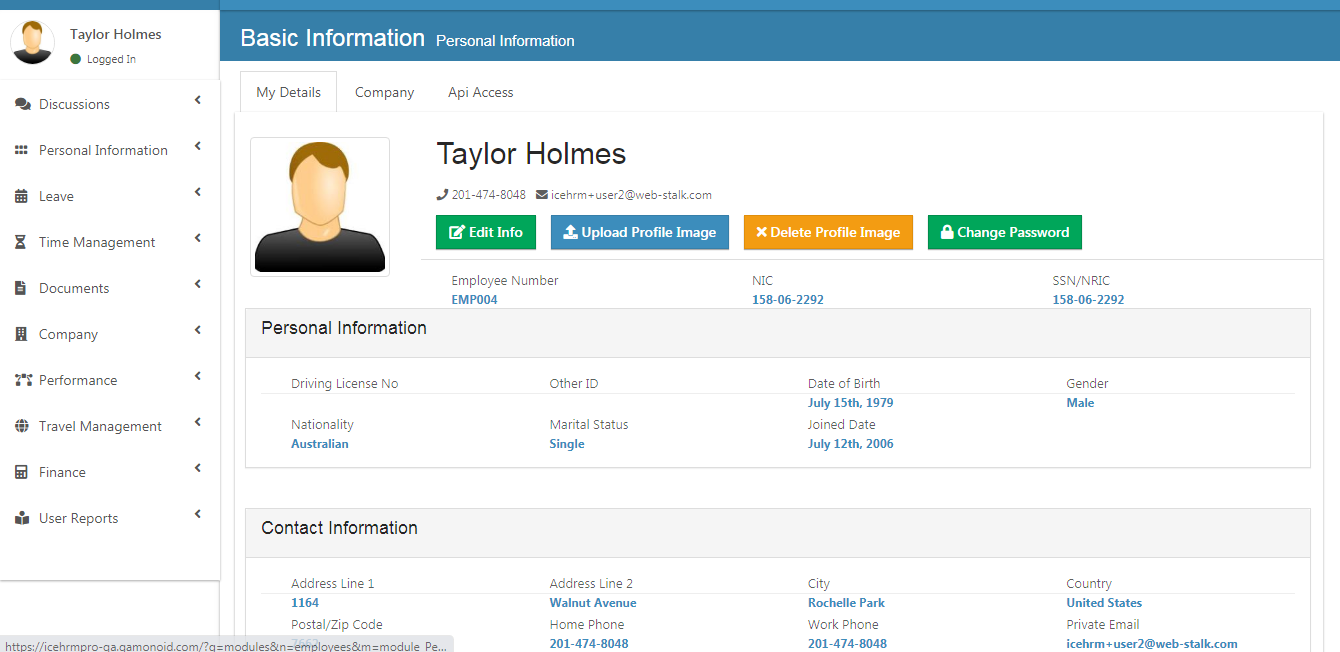 Taylor Holmes
Logged In
Basic Information Personal Information
Discussions
Personal Information
Leave
Time Management
Documents
Company
Performance
Travel Management
Finance
User Reports
My Details Company Api Access
Taylor Holmes
201-474-8048 icehrm+user2@web-stalk.com
Edit Info Upload Profile Image Delete Profile Image Change Password
Employee Number NIC SSN/NRIC
EMP004 158-06-2292 158-06-2292
Personal Information
Driving License No Other ID Date of Birth Gender
July 15th, 1979 Male
Nationality Marital Status Joined Date
Australian Single July 12th, 2006
Contact Information
Address Line 1 Address Line 2 City Country
1164 Walnut Avenue Rochelle Park United States
Postal/Zip Code Home Phone Work Phone Private Email
7662 201-474-8048 201-474-8048 icehrm+user2@web-stalk.com
https://icehrmpro-qa.gamonoid.com/?g=modules&n=employees&m=module_Pe...